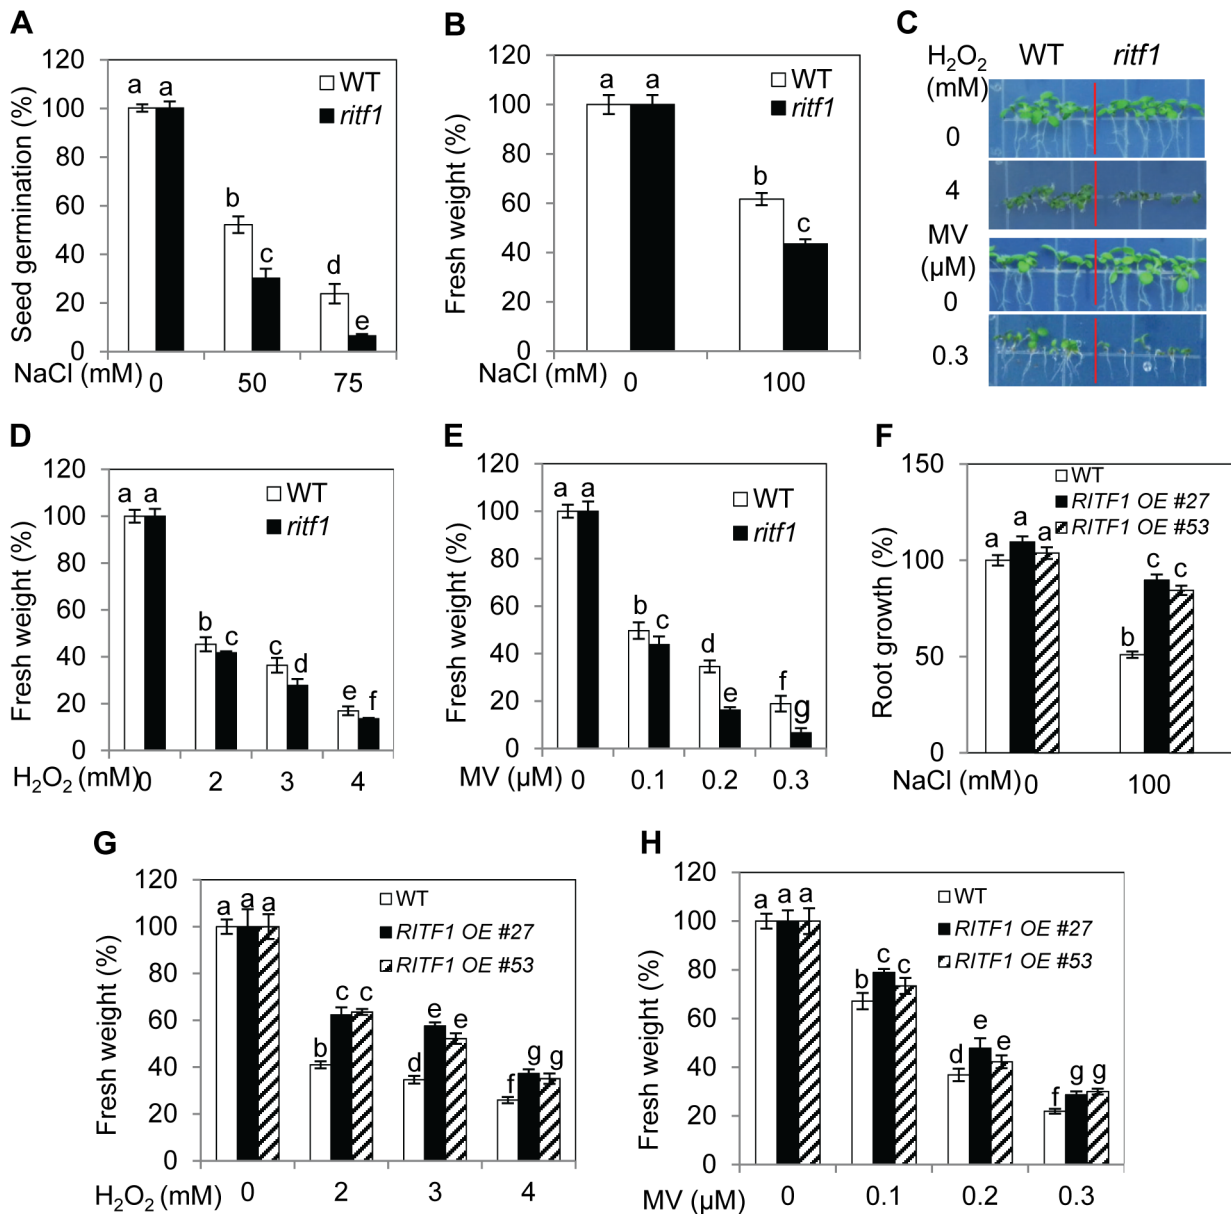 A
Seed germination (%)
120
100
80
60
40
20
0
a a
b
c
d
e
WT
ritf1
NaCl (mM) 0 50 75
B
Fresh weight (%)
120
100
80
60
40
20
0
a a
b
c
WT
ritf1
NaCl (mM) 0 100
C
H₂O₂ WT ritf1
(mM)
0
4
MV
(µM)
0
0.3
D
Fresh weight (%)
120
100
80
60
40
20
0
a a
b c
c d
e f
WT
ritf1
H₂O₂ (mM) 0 2 3 4
E
Fresh weight (%)
120
100
80
60
40
20
0
a a
b c
d
e
f
g
WT
ritf1
MV (µM) 0 0.1 0.2 0.3
F
Root growth (%)
150
100
50
0
WT
RITF1 OE #27
RITF1 OE #53
a a a
b c c
NaCl (mM) 0 100
G
Fresh weight (%)
120
100
80
60
40
20
0
WT
RITF1 OE #27
RITF1 OE #53
a a a
b c c
d e e
f g g
H₂O₂ (mM) 0 2 3 4
H
Fresh weight (%)
120
100
80
60
40
20
0
WT
RITF1 OE #27
RITF1 OE #53
a a a
b c c
d e e
f g g
MV (µM) 0 0.1 0.2 0.3